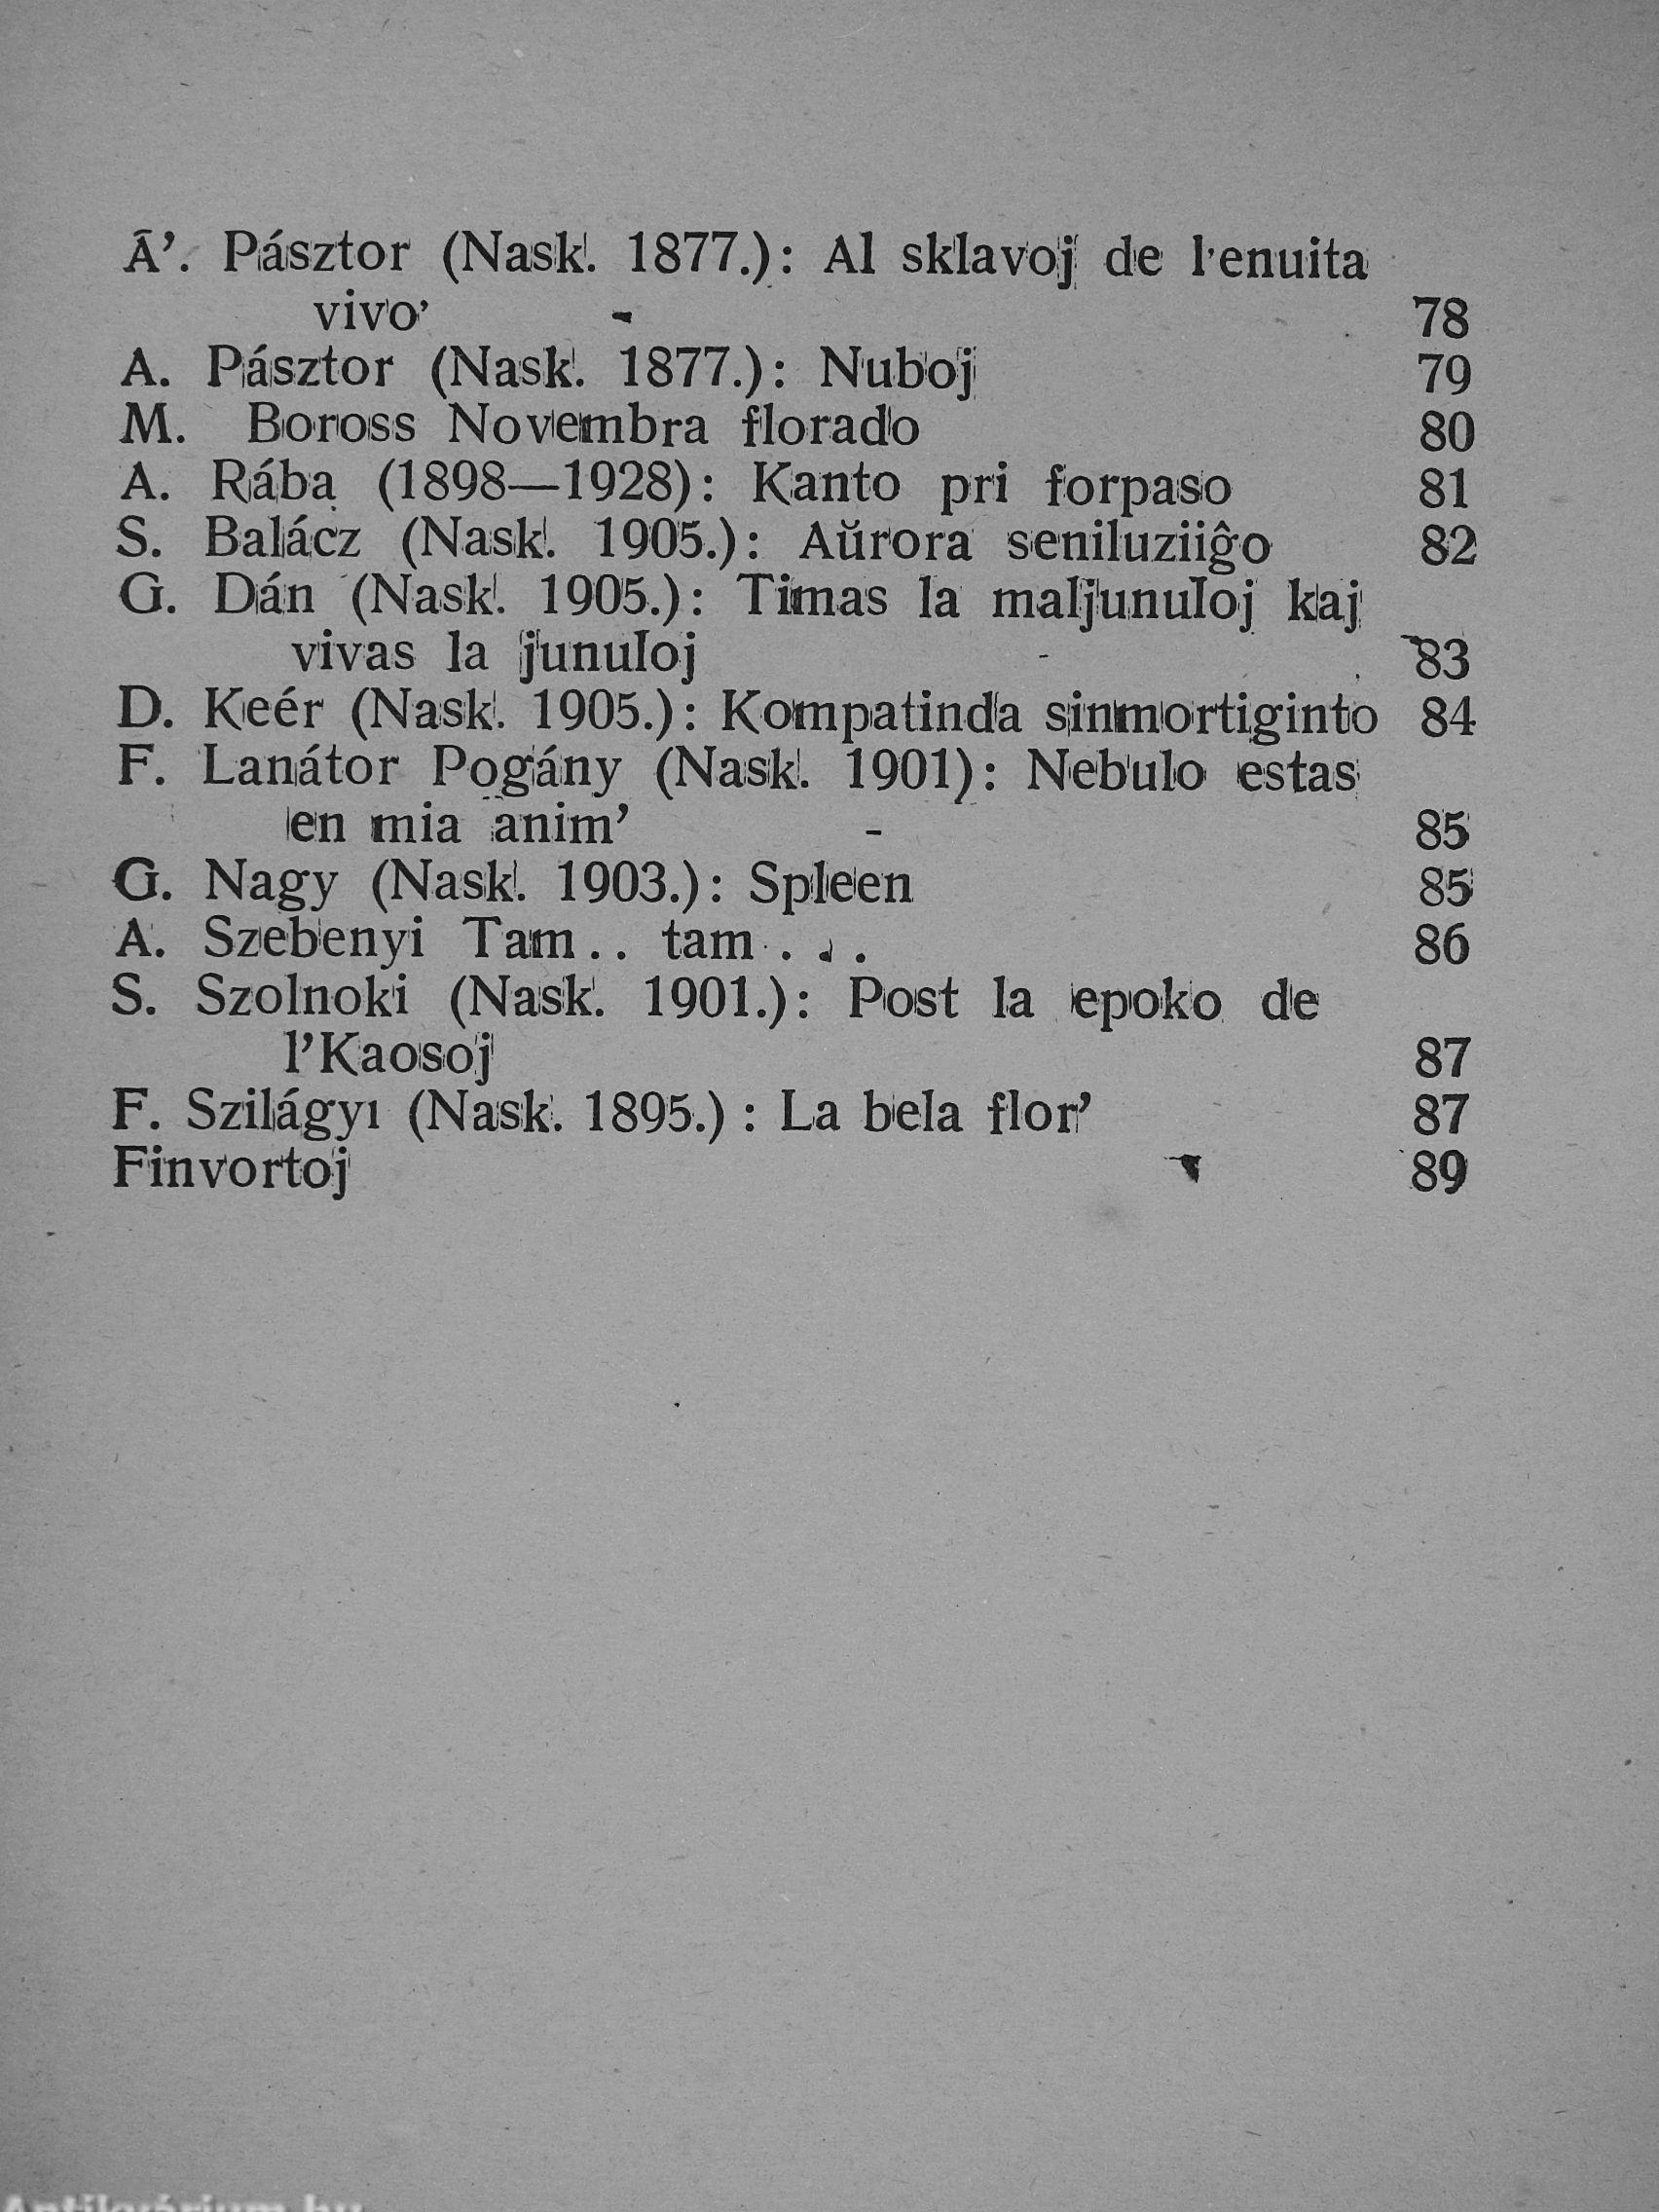 Ā’. Pásztor (Nask. 1877.): Al sklavoj de l'enuita
vivo’ - 78
A. Pásztor (Nask. 1877.): Nuboj 79
M. Boross Novembra florado 80
A. Rába (1898—1928): Kanto pri forpaso 81
S. Balácz (Nask. 1905.): Aŭrora seniluziiĝo 82
G. Dán (Nask. 1905.): Timas la maljunuloj kaj
vivas la junuloj - 83
D. Keér (Nask. 1905.): Kompatinda sinmortiginto 84
F. Lanátor Pogány (Nask. 1901): Nebulo estas
en mia anim’ - 85
G. Nagy (Nask. 1903.): Spleen 85
A. Szebenyi Tam.. tam . . . 86
S. Szolnoki (Nask. 1901.): Post la epoko de
l’Kaosoj 87
F. Szilágyi (Nask. 1895.) : La bela flor’ 87
Finvortoj 89
Antikvárium.hu